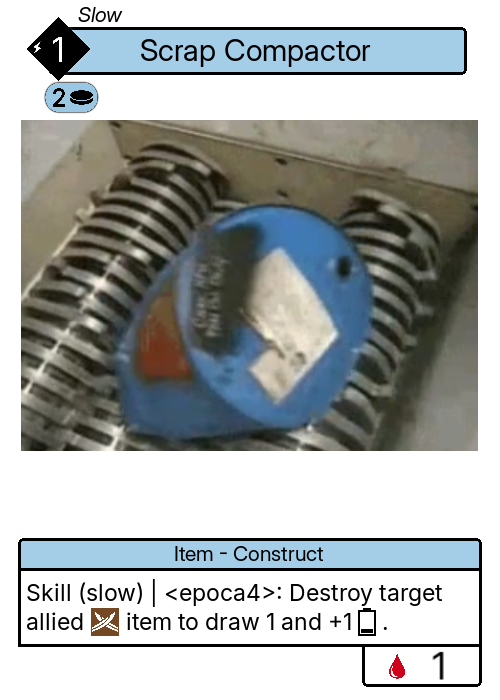 Slow
1
Scrap Compactor
2
Item - Construct
Skill (slow) | <epoca4>: Destroy target
allied item to draw 1 and +1 .
1